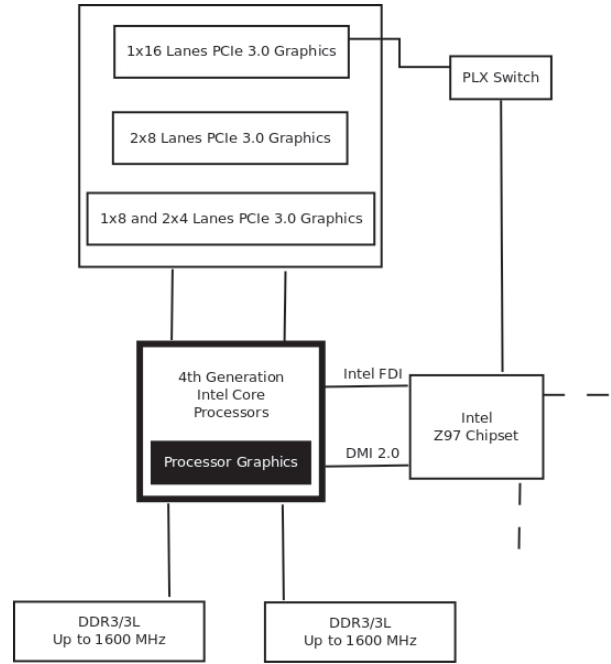 1x16 Lanes PCIe 3.0 Graphics
PLX Switch
2x8 Lanes PCIe 3.0 Graphics
1x8 and 2x4 Lanes PCIe 3.0 Graphics
4th Generation
Intel Core
Processors
Processor Graphics
Intel FDI
DMI 2.0
Intel
Z97 Chipset
DDR3/3L
Up to 1600 MHz
DDR3/3L
Up to 1600 MHz